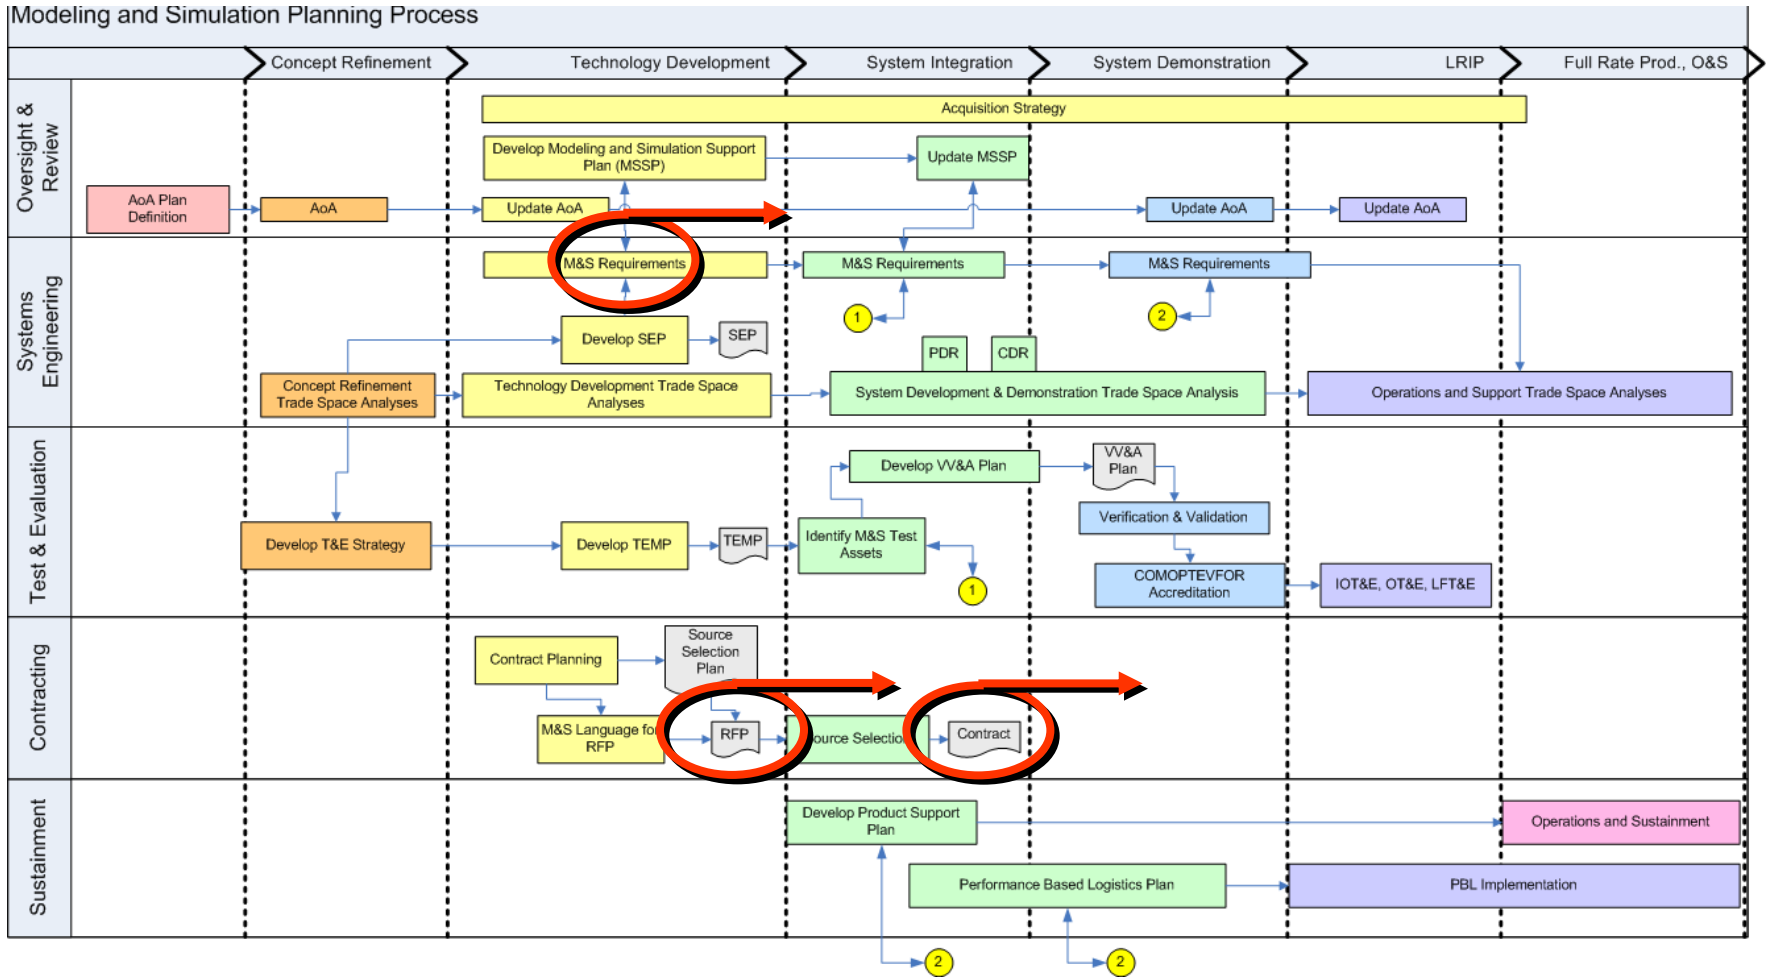 Modeling and Simulation Planning Process
Concept Refinement
Technology Development
System Integration
System Demonstration
LRIP
Full Rate Prod., O&S
Oversight &
Review
Acquisition Strategy
Develop Modeling and Simulation Support
Plan (MSSP)
Update MSSP
AoA Plan
Definition
AoA
Update AoA
Update AoA
Update AoA
Systems
Engineering
M&S Requirements
M&S Requirements
M&S Requirements
1
2
Develop SEP
SEP
PDR
CDR
Concept Refinement
Trade Space Analyses
Technology Development Trade Space
Analyses
System Development & Demonstration Trade Space Analysis
Operations and Support Trade Space Analyses
Test & Evaluation
Develop VV&A Plan
VV&A
Plan
Verification & Validation
Develop T&E Strategy
Develop TEMP
TEMP
Identify M&S Test
Assets
1
COMOPTEVFOR
Accreditation
IOT&E, OT&E, LFT&E
Contracting
Contract Planning
Source
Selection
Plan
M&S Language for
RFP
RFP
ource Selectio
Contract
Sustainment
Develop Product Support
Plan
Operations and Sustainment
Performance Based Logistics Plan
PBL Implementation
2
2